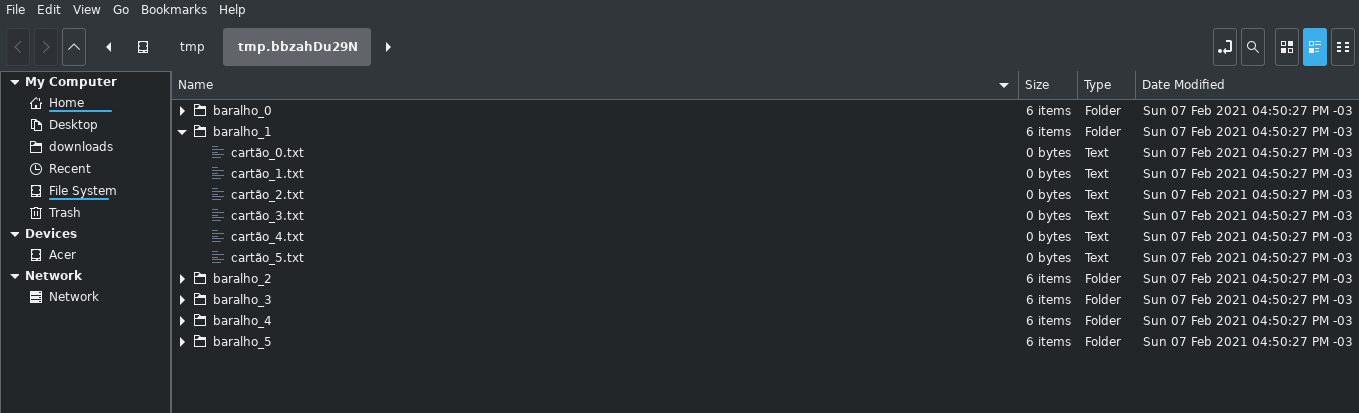 File Edit View Go Bookmarks Help
tmp tmp.bbzahDu29N
My Computer
Home
Desktop
downloads
Recent
File System
Trash
Devices
Acer
Network
Network
Name Size Type Date Modified
baralho_0 6 items Folder Sun 07 Feb 2021 04:50:27 PM -03
baralho_1 6 items Folder Sun 07 Feb 2021 04:50:27 PM -03
cartão_0.txt 0 bytes Text Sun 07 Feb 2021 04:50:27 PM -03
cartão_1.txt 0 bytes Text Sun 07 Feb 2021 04:50:27 PM -03
cartão_2.txt 0 bytes Text Sun 07 Feb 2021 04:50:27 PM -03
cartão_3.txt 0 bytes Text Sun 07 Feb 2021 04:50:27 PM -03
cartão_4.txt 0 bytes Text Sun 07 Feb 2021 04:50:27 PM -03
cartão_5.txt 0 bytes Text Sun 07 Feb 2021 04:50:27 PM -03
baralho_2 6 items Folder Sun 07 Feb 2021 04:50:27 PM -03
baralho_3 6 items Folder Sun 07 Feb 2021 04:50:27 PM -03
baralho_4 6 items Folder Sun 07 Feb 2021 04:50:27 PM -03
baralho_5 6 items Folder Sun 07 Feb 2021 04:50:27 PM -03